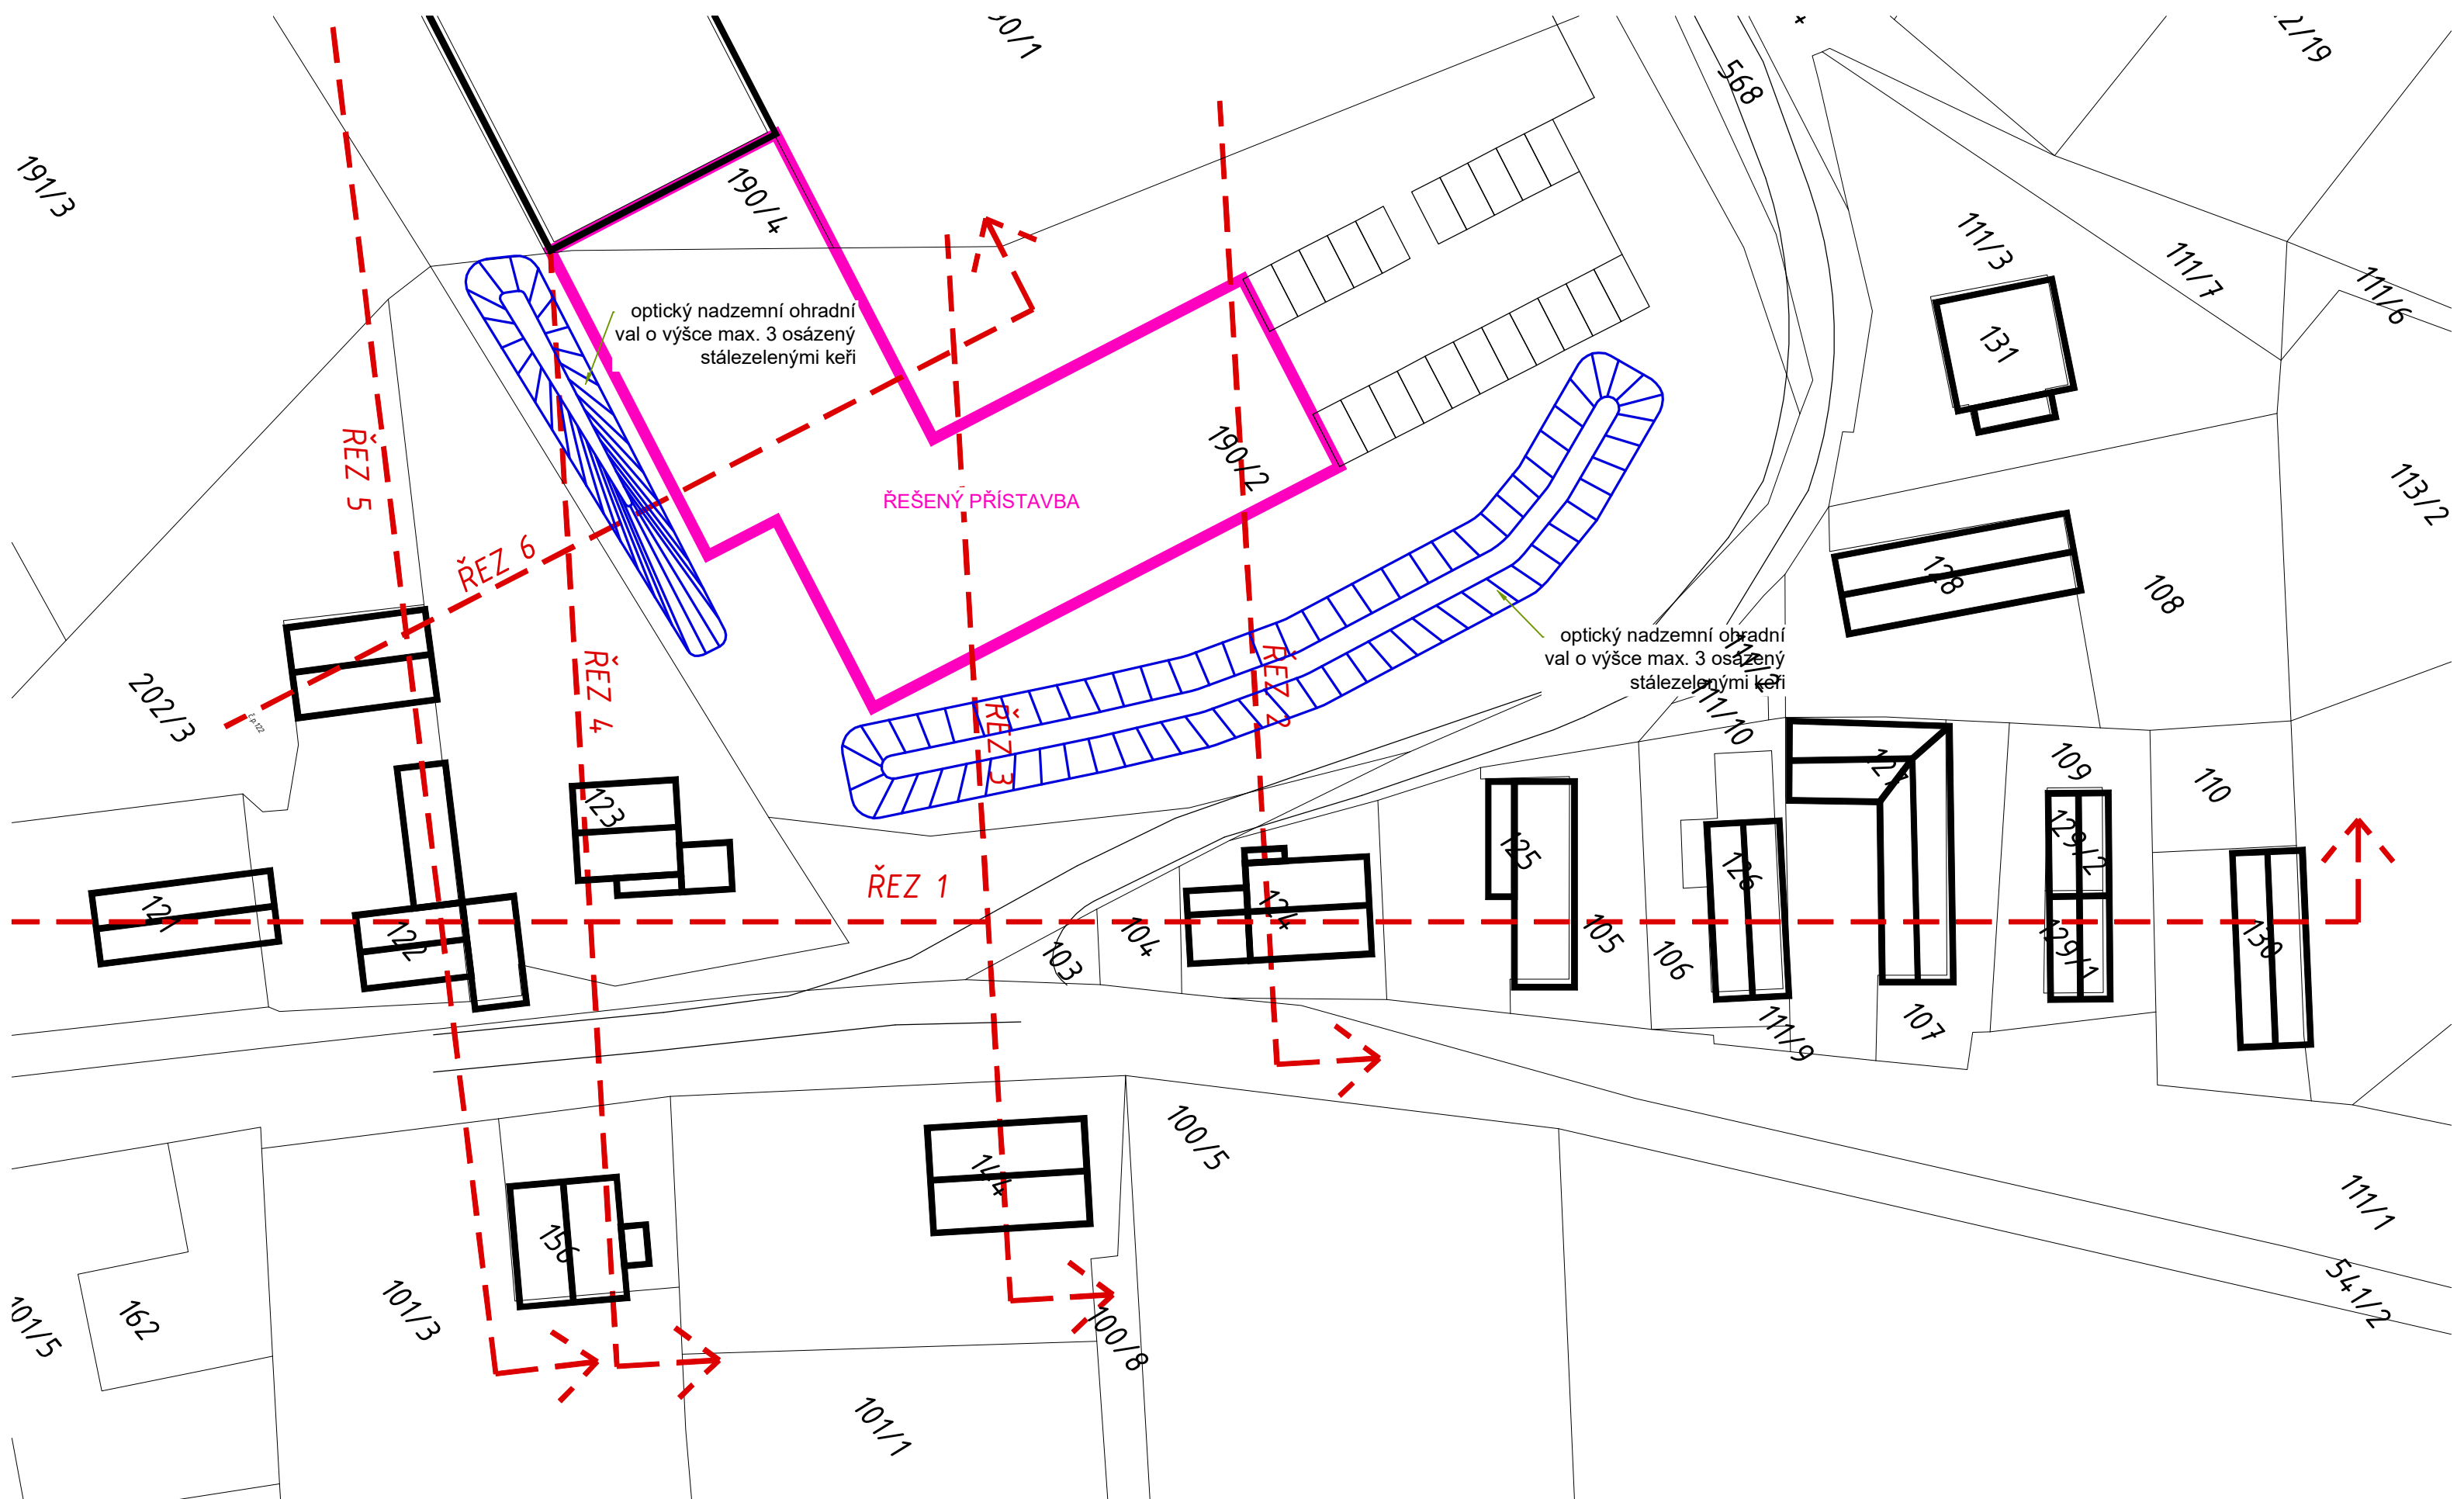 568
191/3
190/4
111/3
111/7
111/6
131
optický nadzemní ohradní
val o výšce max. 3 osázený
stálezelenými keři
ŘEZ 5
190/2
113/2
ŘEŠENÝ PŘÍSTAVBA
ŘEZ 6
128
108
optický nadzemní ohradní
val o výšce max. 3 osázený
stálezelenými keři
ŘEZ 4
ŘEZ 2
202/3
č.p.122
ŘEZ 3
111/10
109
110
123
125
126
129/2
ŘEZ 1
121
122
124
103
104
105
106
129/1
130
111/9
107
100/5
144
156
111/1
541/2
162
101/3
100/8
101/1